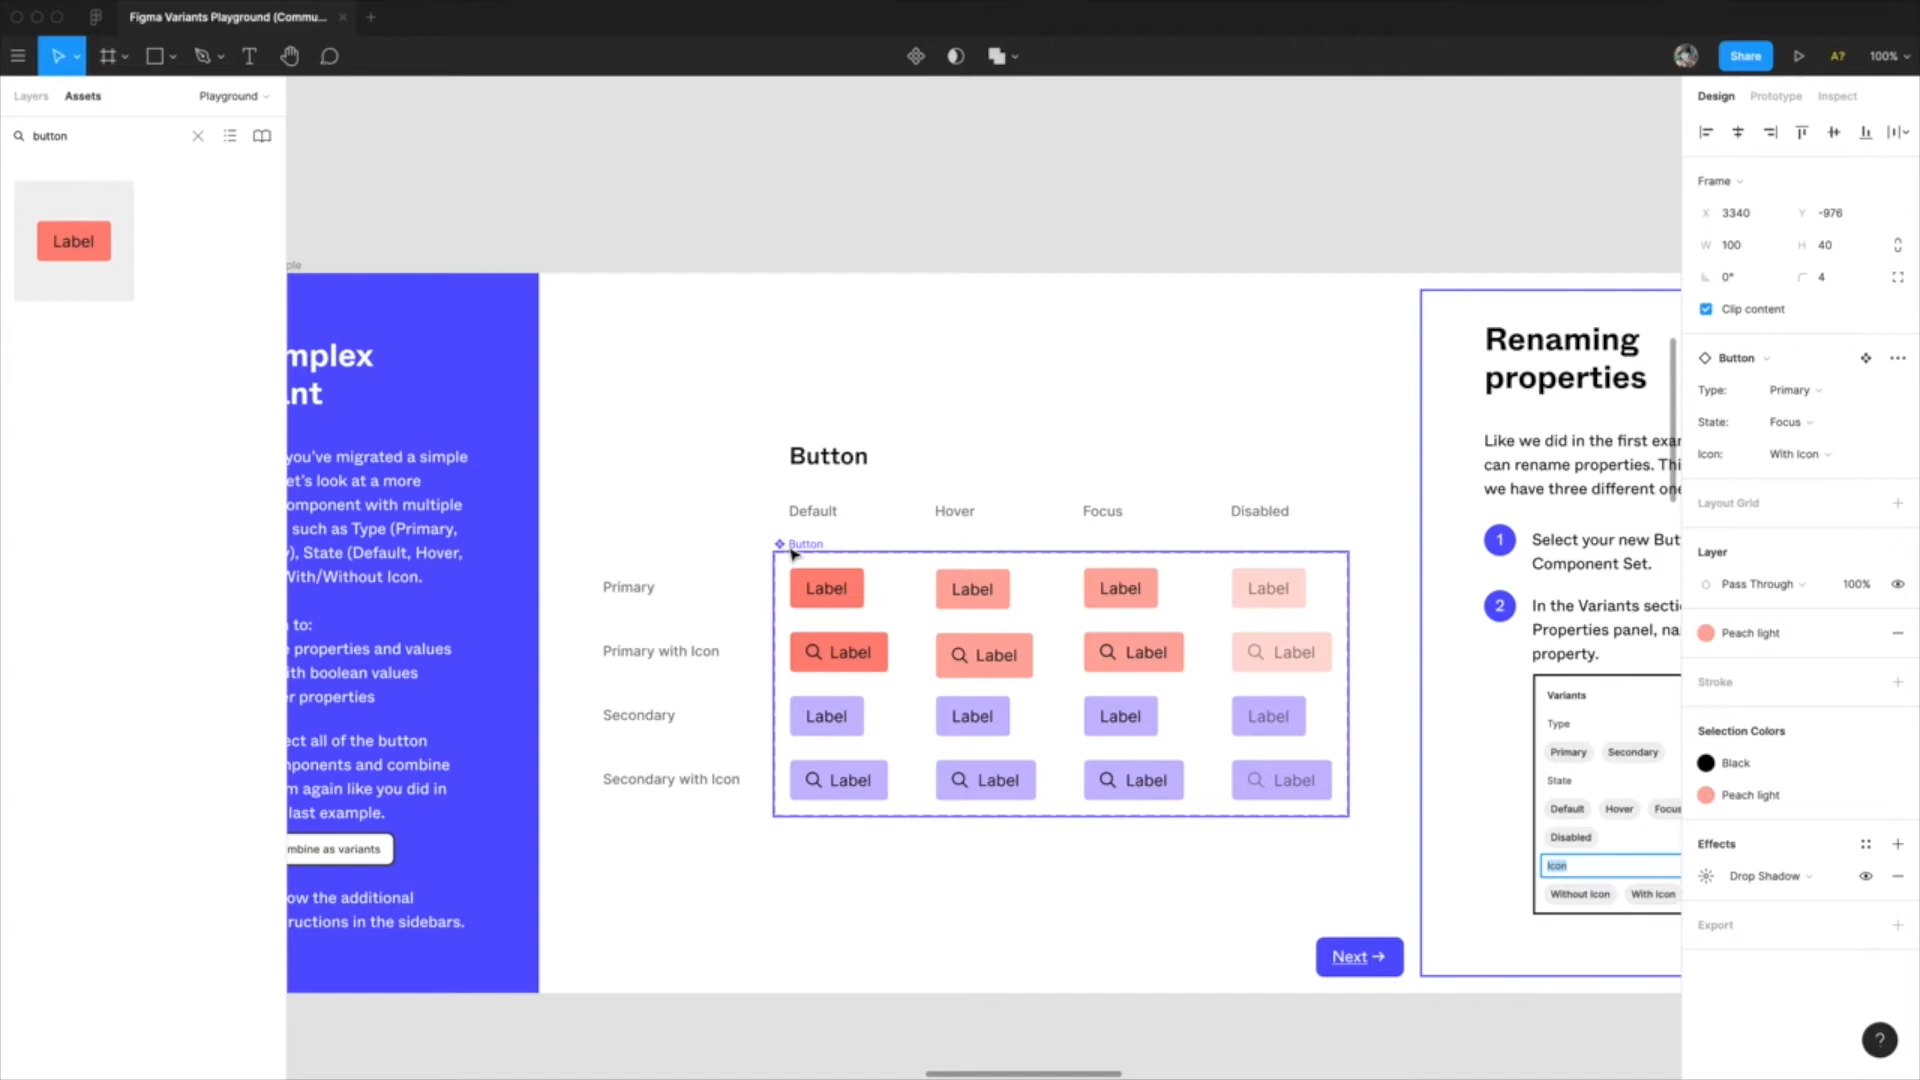 Figma Variants Playground (Commu...
Share
A?
100%
Layers
Assets
Playground
button
Label
ple
mplex
nt
you've migrated a simple
et's look at a more
omponent with multiple
such as Type (Primary,
), State (Default, Hover,
With/Without Icon.
to:
properties and values
ith boolean values
r properties
ect all of the button
ponents and combine
m again like you did in
last example.
mbine as variants
ow the additional
ructions in the sidebars.
Button
Default
Hover
Focus
Disabled
Button
Primary
Label
Label
Label
Label
Primary with Icon
Label
Label
Label
Label
Secondary
Label
Label
Label
Label
Secondary with Icon
Label
Label
Label
Label
Next →
Renaming
properties
Like we did in the first exa
can rename properties. Thi
we have three different one
1
Select your new But
Component Set.
2
In the Variants secti
Properties panel, na
property.
Variants
Type
Primary
Secondary
State
Default
Hover
Focus
Disabled
Icon
Without Icon
With Icon
Design
Prototype
Inspect
Frame
X 3340
Y -976
W 100
H 40
0°
4
Clip content
Button
Type: Primary
State: Focus
Icon: With Icon
Layout Grid
Layer
Pass Through
100%
Peach light
Stroke
Selection Colors
Black
Peach light
Effects
Drop Shadow
Export
?